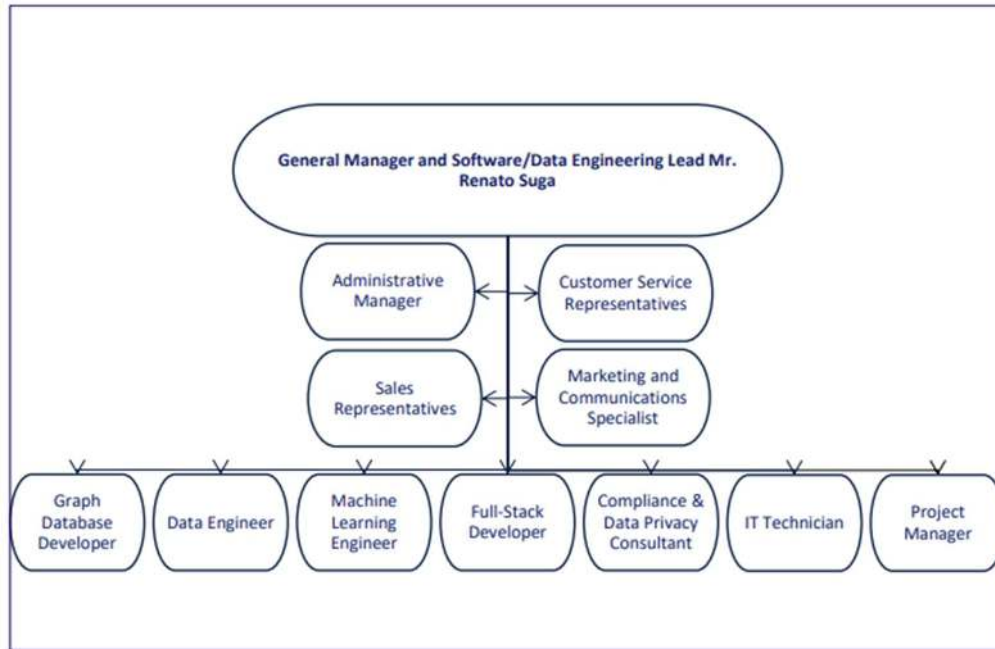 General Manager and Software/Data Engineering Lead Mr.
Renato Suga
Administrative
Manager
Customer Service
Representatives
Sales
Representatives
Marketing and
Communications
Specialist
Graph
Database
Developer
Data Engineer
Machine
Learning
Engineer
Full-Stack
Developer
Compliance &
Data Privacy
Consultant
IT Technician
Project
Manager